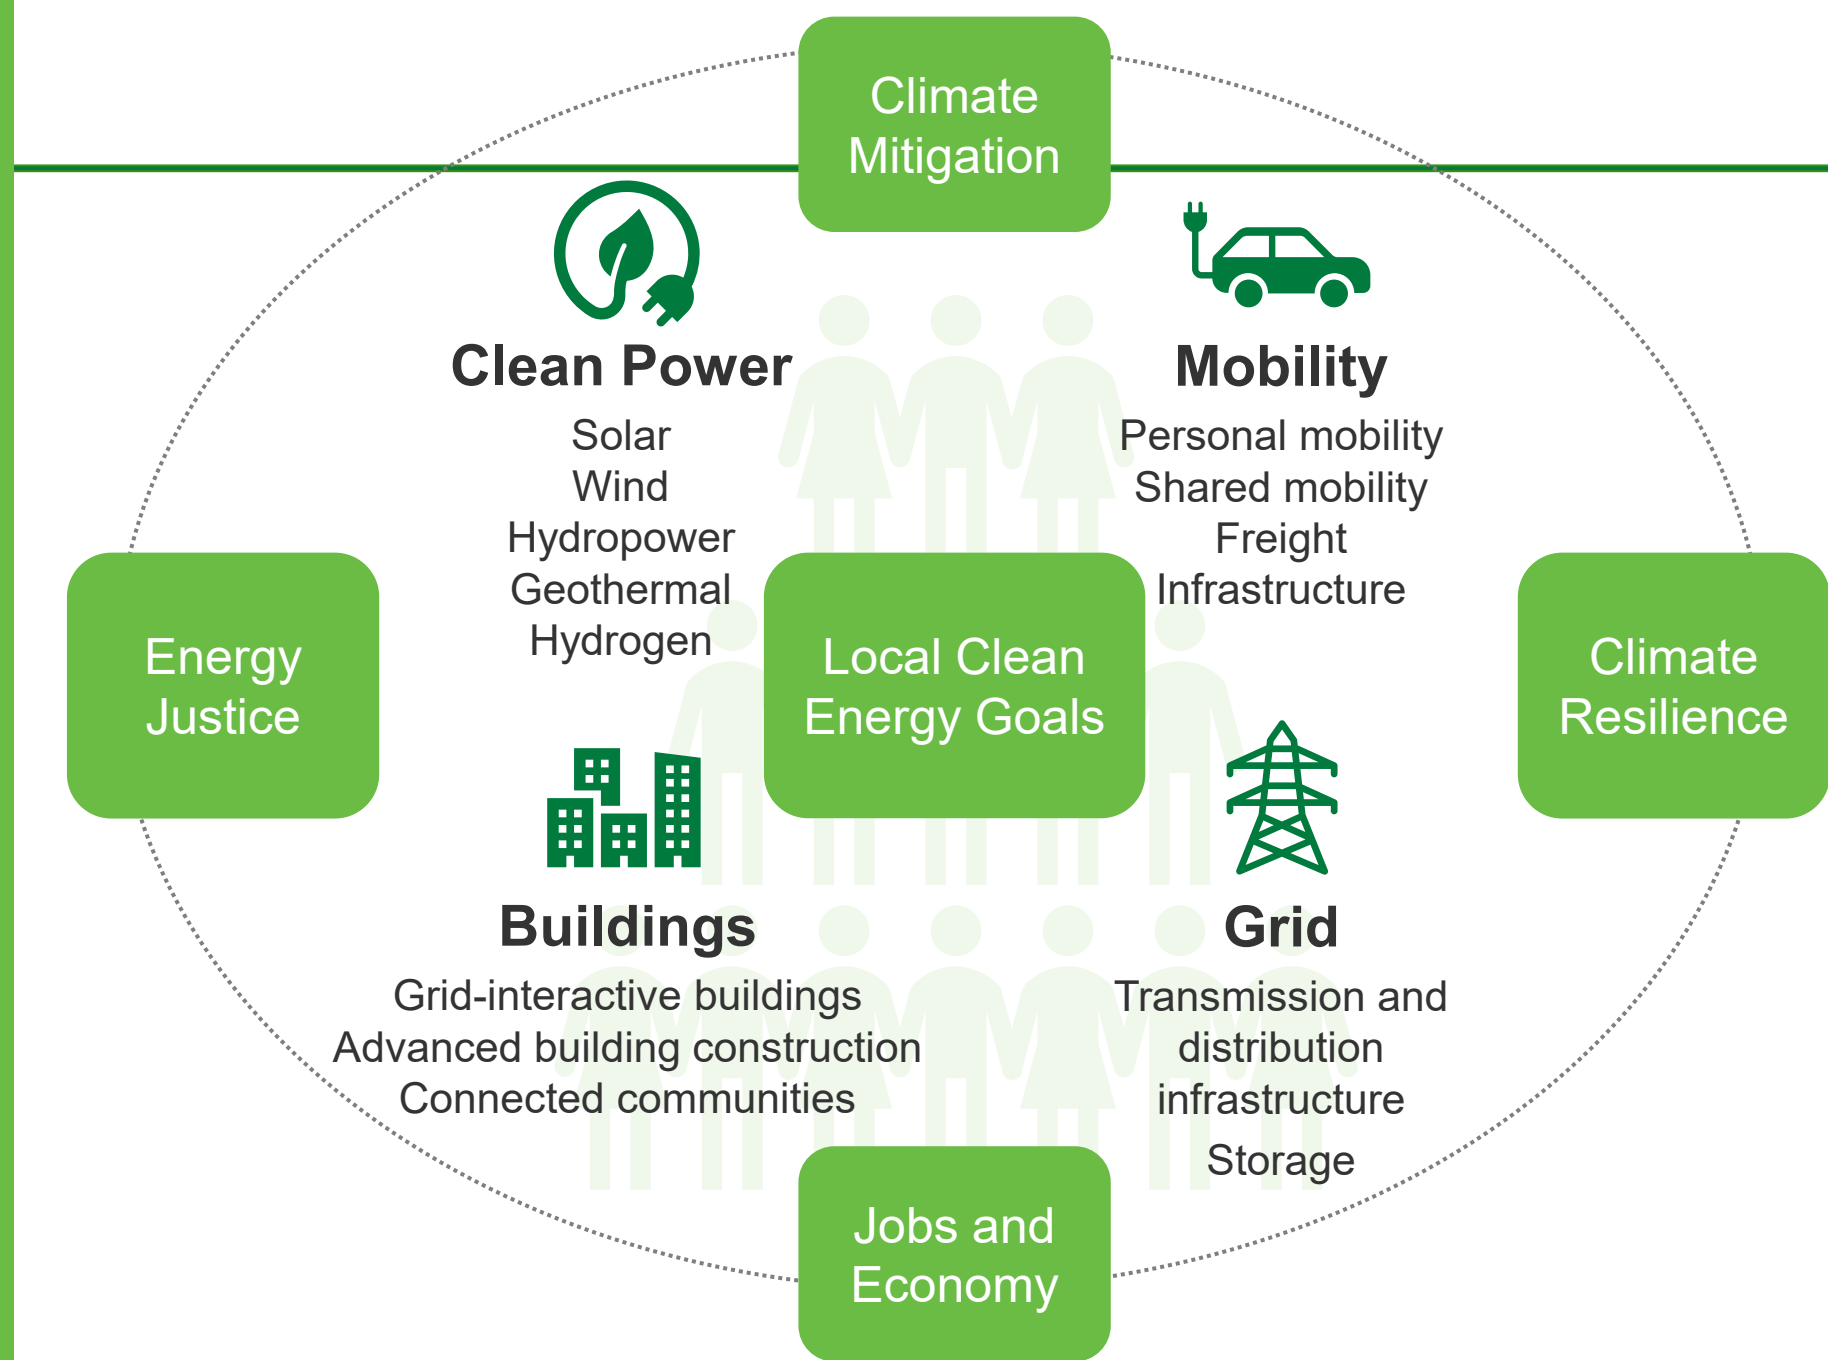 Climate
Mitigation
Clean Power
Solar
Wind
Hydropower
Geothermal
Hydrogen
Mobility
Personal mobility
Shared mobility
Freight
Infrastructure
Energy
Justice
Local Clean
Energy Goals
Climate
Resilience
Buildings
Grid-interactive buildings
Advanced building construction
Connected communities
Grid
Transmission and
distribution
infrastructure
Storage
Jobs and
Economy